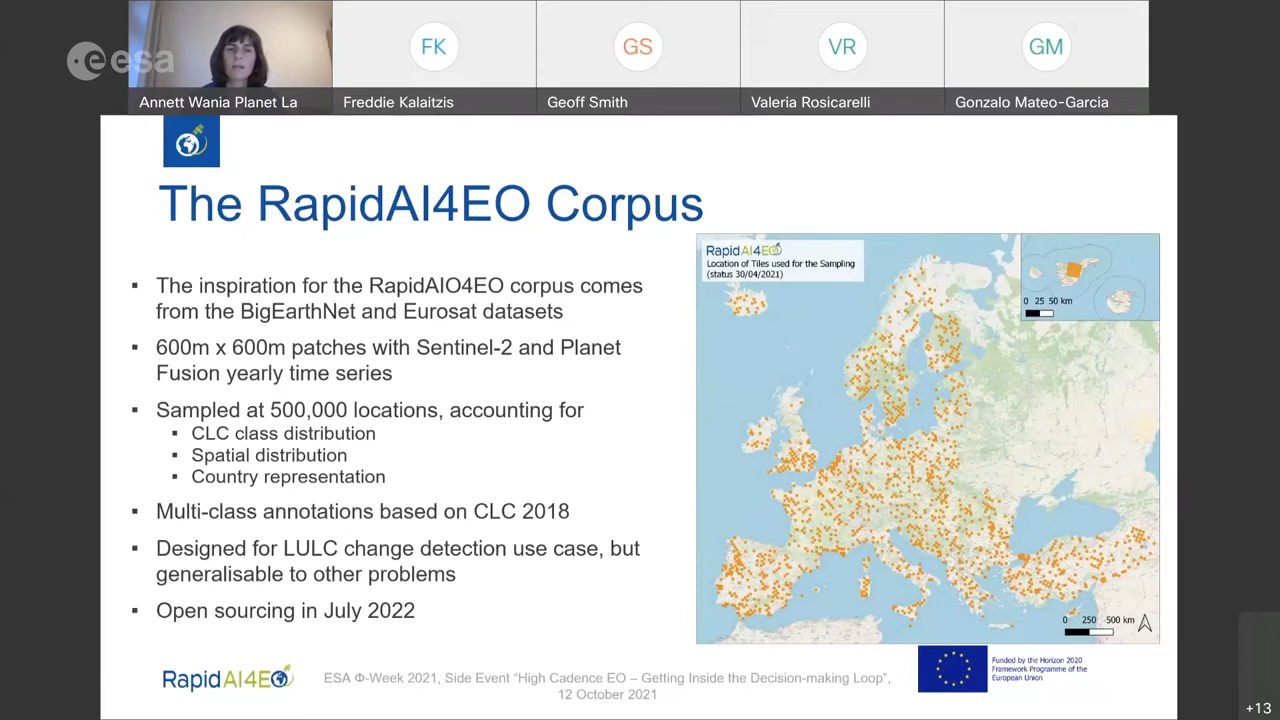 esa
FK
GS
VR
GM
Annett Wania Planet La
Freddie Kalaitzis
Geoff Smith
Valeria Rosicarelli
Gonzalo Mateo-Garcia
The RapidAI4EO Corpus
▪ The inspiration for the RapidAIO4EO corpus comes
from the BigEarthNet and Eurosat datasets
▪ 600m x 600m patches with Sentinel-2 and Planet
Fusion yearly time series
▪ Sampled at 500,000 locations, accounting for
▪ CLC class distribution
▪ Spatial distribution
▪ Country representation
▪ Multi-class annotations based on CLC 2018
▪ Designed for LULC change detection use case, but
generalisable to other problems
▪ Open sourcing in July 2022
RapidAI4EO
Location of Tiles used for the Sampling
(status 30/04/2021)
0 25 50 km
0 250 500 km
RapidAI4EO
ESA Φ-Week 2021, Side Event “High Cadence EO – Getting Inside the Decision-making Loop”,
12 October 2021
Funded by the Horizon 2020
Framework Programme of the
European Union
+13